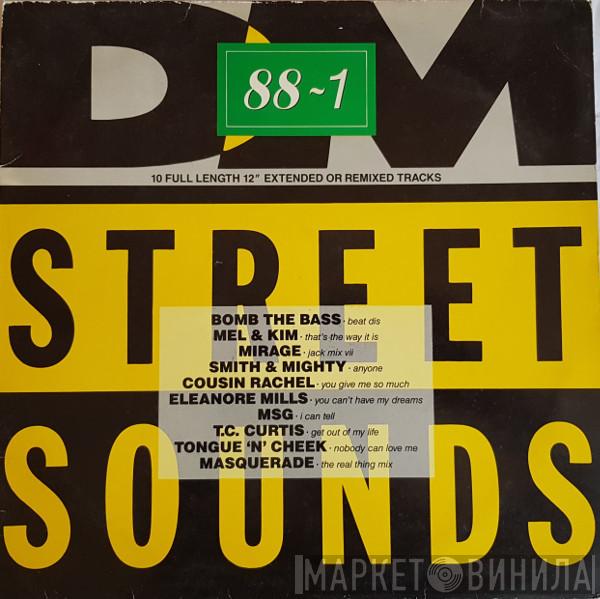 DM
88~1
10 FULL LENGTH 12" EXTENDED OR REMIXED TRACKS
STREET
BOMB THE BASS · beat dis
MEL & KIM · that's the way it is
MIRAGE · jack mix vii
SMITH & MIGHTY · anyone
COUSIN RACHEL · you give me so much
ELEANORE MILLS · you can't have my dreams
MSG · i can tell
T.C. CURTIS · get out of my life
TONGUE 'N' CHEEK · nobody can love me
MASQUERADE · the real thing mix
SOUNDS
МАРКЕТ ВИНИЛА